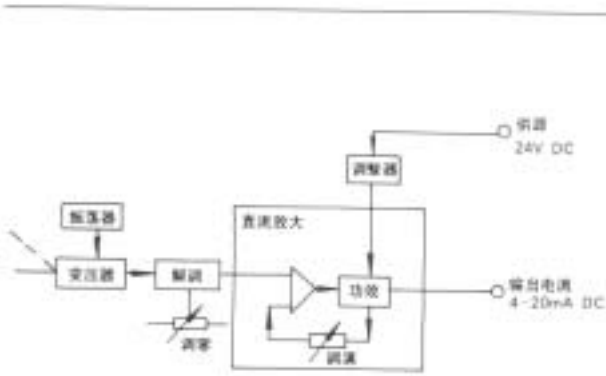 供源
24V DC
调整器
振荡器
直流放大
变压器
解调
功效
输出电流
4-20mA DC
调零
调满